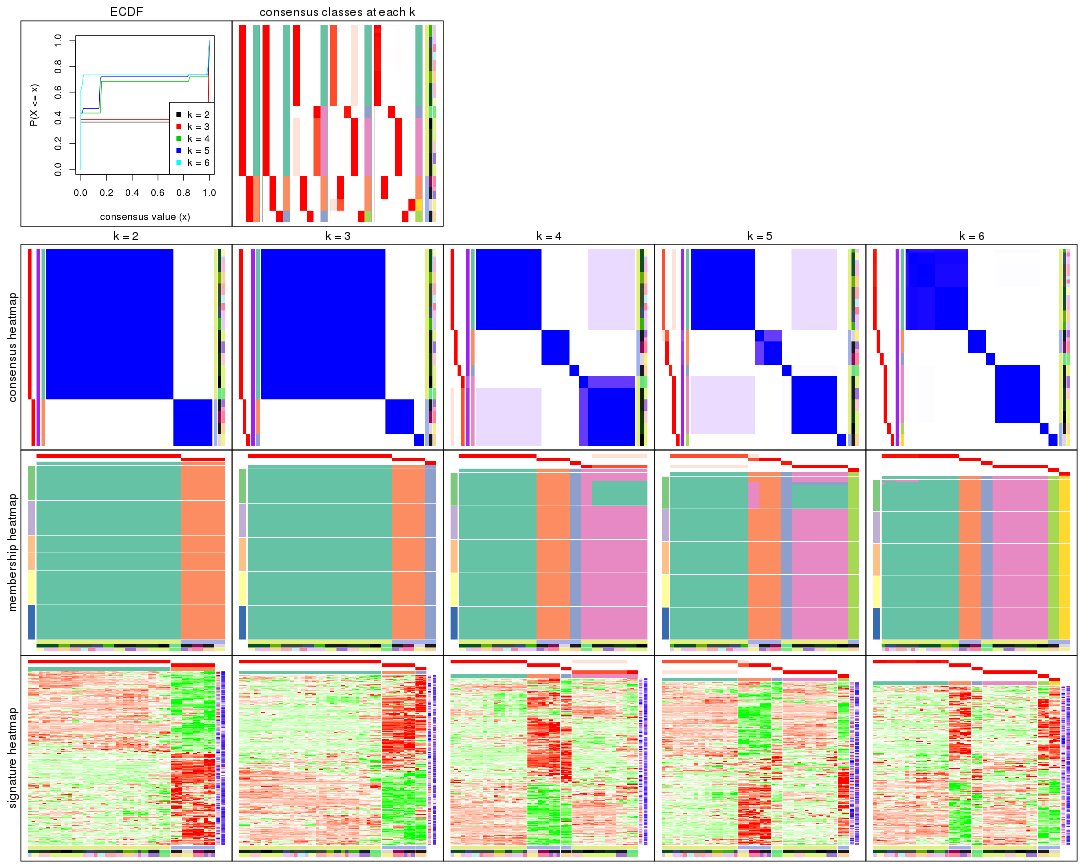 ECDF
consensus classes at each k
P(X <= x)
1.0
0.8
0.6
0.4
0.2
0.0
k = 2
k = 3
k = 4
k = 5
k = 6
0.0 0.2 0.4 0.6 0.8 1.0
consensus value (x)
k = 2
k = 3
k = 4
k = 5
k = 6
consensus heatmap
membership heatmap
signature heatmap